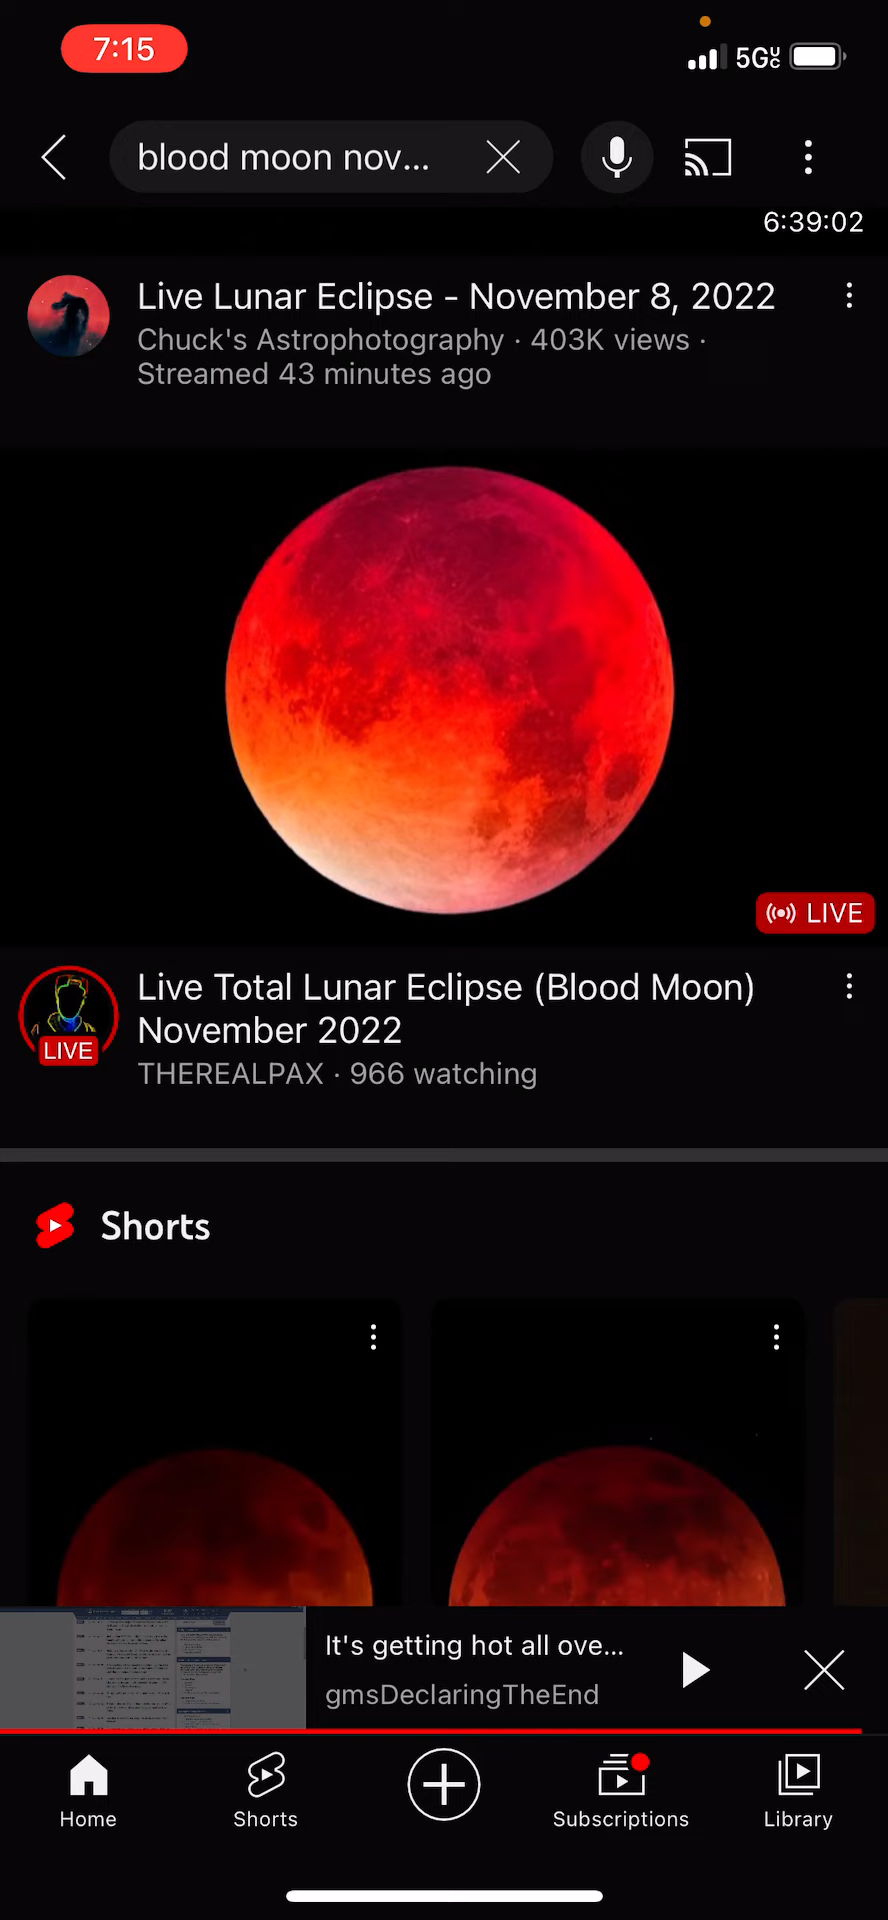 7:15
5GUC
blood moon nov...
6:39:02
Live Lunar Eclipse - November 8, 2022
Chuck's Astrophotography · 403K views ·
Streamed 43 minutes ago
LIVE
Live Total Lunar Eclipse (Blood Moon)
November 2022
LIVE
THEREALPAX · 966 watching
Shorts
It's getting hot all ove...
gmsDeclaringTheEnd
Home
Shorts
Subscriptions
Library